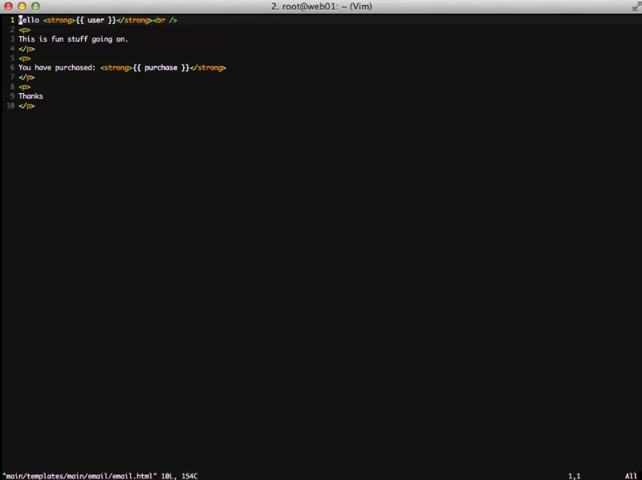 2. root@web01: ~ (Vim)
1 Hello <strong>{{ user }}</strong><br />
2 <p>
3 This is fun stuff going on.
4 </p>
5 <p>
6 You have purchased: <strong>{{ purchase }}</strong>
7 </p>
8 <p>
9 Thanks
10 </p>
"main/templates/main/email/email.html" 10L, 154C 1,1 All